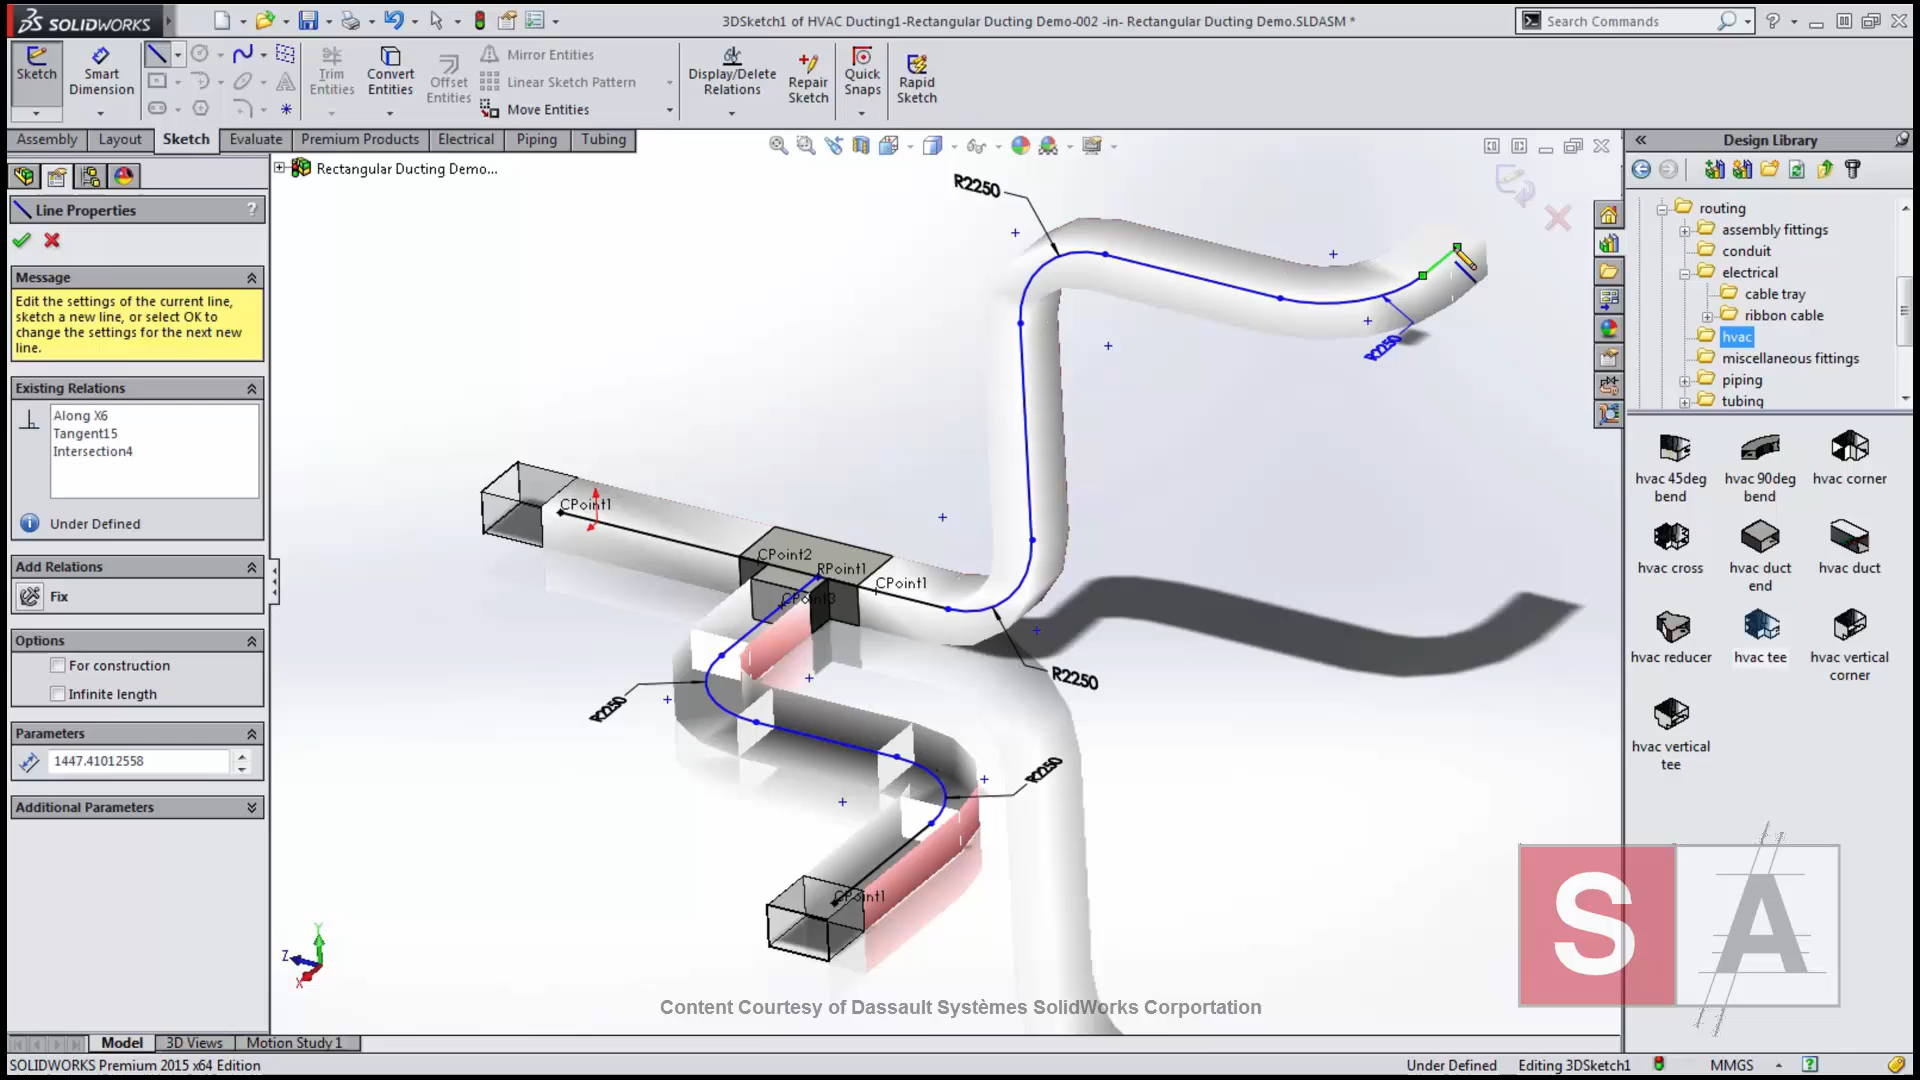 SOLIDWORKS
3DSketch1 of HVAC Ducting1-Rectangular Ducting Demo-002 -in- Rectangular Ducting Demo.SLDASM *
Search Commands
Sketch
Smart Dimension
Trim Entities
Convert Entities
Offset Entities
Mirror Entities
Linear Sketch Pattern
Move Entities
Display/Delete Relations
Repair Sketch
Quick Snaps
Rapid Sketch
Assembly
Layout
Sketch
Evaluate
Premium Products
Electrical
Piping
Tubing
Line Properties
?
Message
Edit the settings of the current line,
sketch a new line, or select OK to
change the settings for the next new
line.
Existing Relations
Along X6
Tangent15
Intersection4
Under Defined
Add Relations
Fix
Options
For construction
Infinite length
Parameters
1447.41012558
Additional Parameters
Rectangular Ducting Demo...
R2250
R2250
CPoint1
CPoint2
RPoint1
CPoint1
CPoint3
R2250
R2250
R2250
CPoint1
Y
Z
X
Content Courtesy of Dassault Systèmes SolidWorks Corportation
Design Library
routing
assembly fittings
conduit
electrical
cable tray
ribbon cable
hvac
miscellaneous fittings
piping
tubing
hvac 45deg bend
hvac 90deg bend
hvac corner
hvac cross
hvac duct end
hvac duct
hvac reducer
hvac tee
hvac vertical corner
hvac vertical tee
SA
Model
3D Views
Motion Study 1
SOLIDWORKS Premium 2015 x64 Edition
Under Defined
Editing 3DSketch1
MMGS